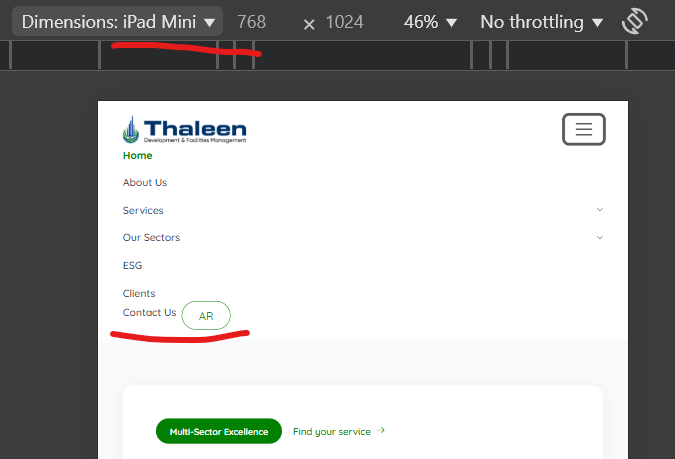 Dimensions: iPad Mini ▼ 768 × 1024 46% ▼ No throttling ▼
Thaleen
Development & Facilities Management
Home
About Us
Services
Our Sectors
ESG
Clients
Contact Us AR
Multi-Sector Excellence Find your service →